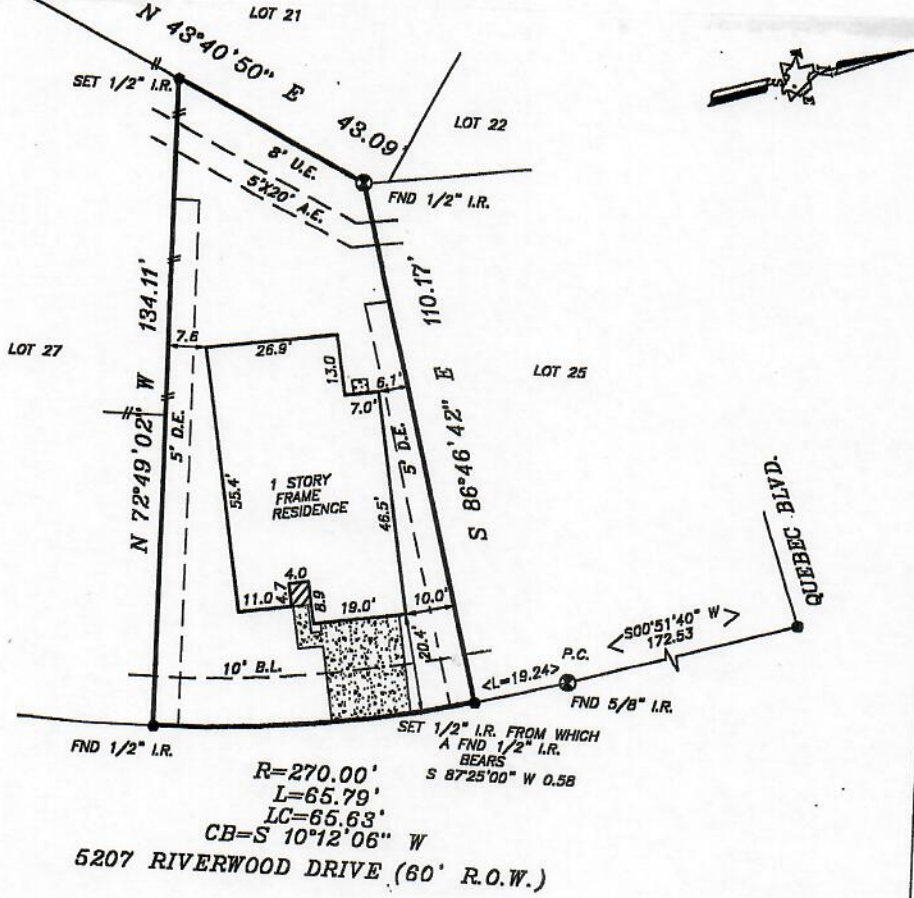 LOT 21
N 43°40'50" E
43.09'
SET 1/2" I.R.
LOT 22
8' U.E.
5'X20' A.E.
FND 1/2" I.R.
134.11'
N 72°49'02" W
110.17'
S 86°46'42" E
LOT 27
LOT 25
7.6
26.9'
13.0
6.1'
7.0'
5' D.E.
5' D.E.
55.4'
1 STORY
FRAME
RESIDENCE
46.5'
4.0
11.0
4.7
8.9
19.0'
10.0'
20.4
10' B.L.
QUEBEC BLVD.
S00°51'40" W
172.53
P.C.
<L=19.24>
FND 5/8" I.R.
FND 1/2" I.R.
SET 1/2" I.R. FROM WHICH
A FND 1/2" I.R.
BEARS
S 87°25'00" W 0.58
R=270.00'
L=65.79'
LC=65.63'
CB=S 10°12'06" W
5207 RIVERWOOD DRIVE (60' R.O.W.)